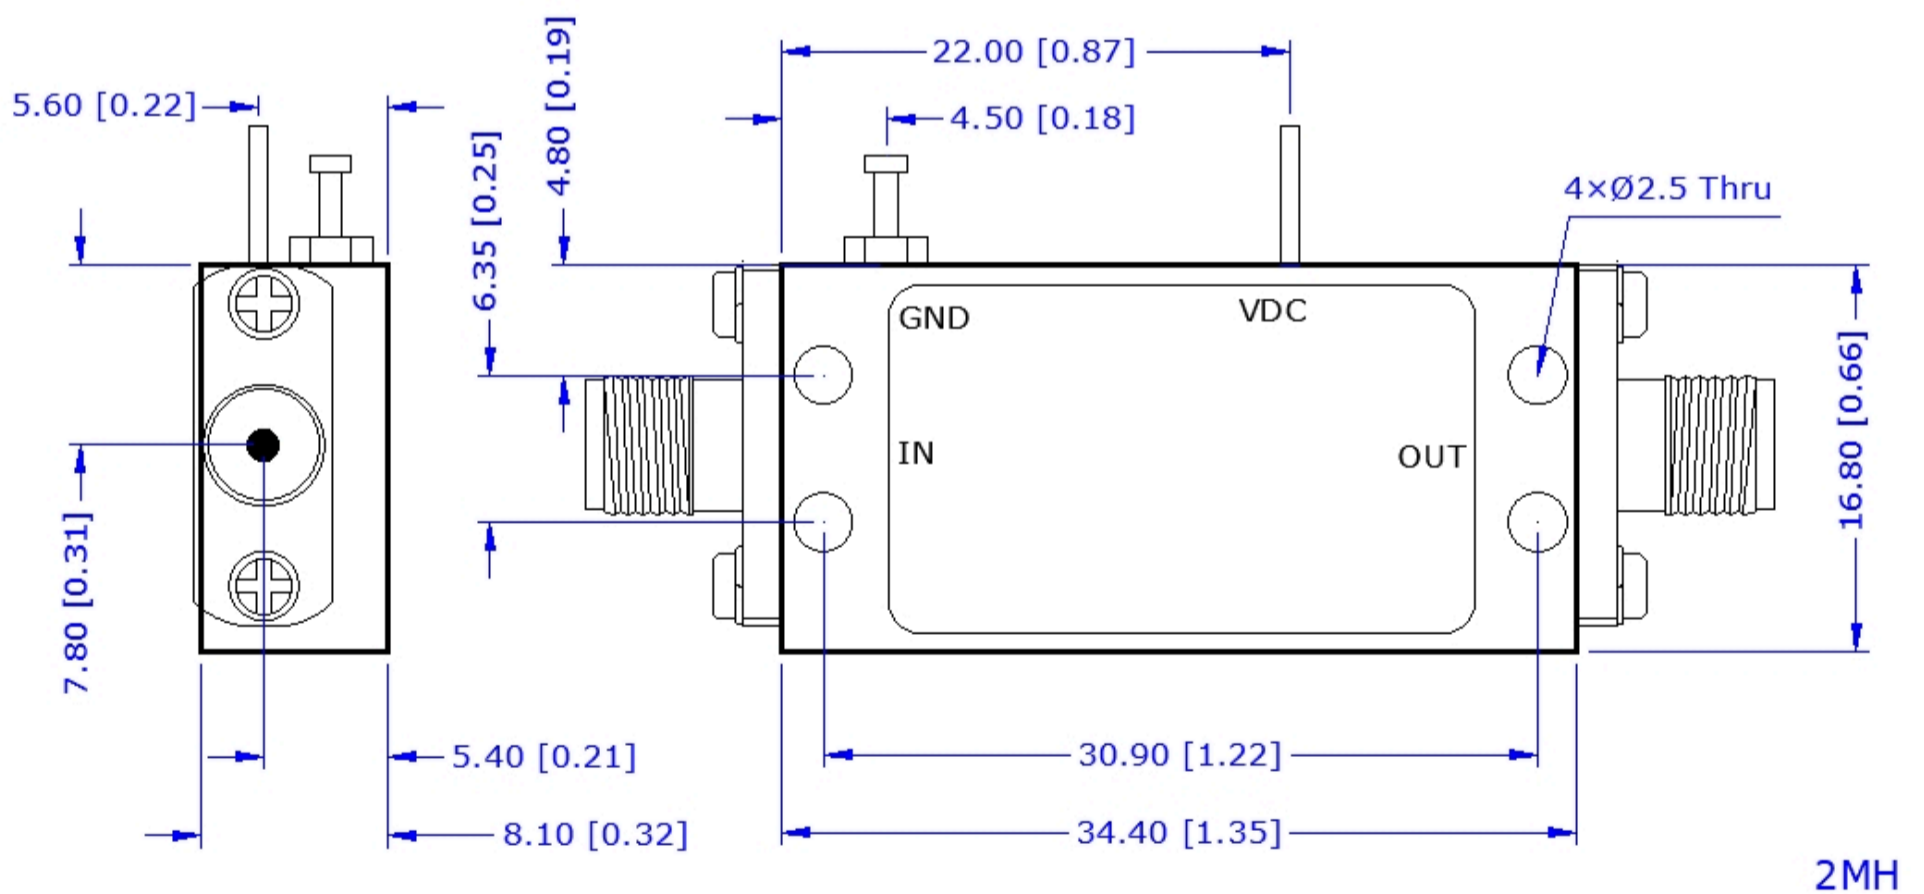 22.00 [0.87]
5.60 [0.22]
4.80 [0.19]
4.50 [0.18]
6.35 [0.25]
4×Ø2.5 Thru
GND
VDC
IN
OUT
16.80 [0.66]
7.80 [0.31]
5.40 [0.21]
30.90 [1.22]
8.10 [0.32]
34.40 [1.35]
2MH